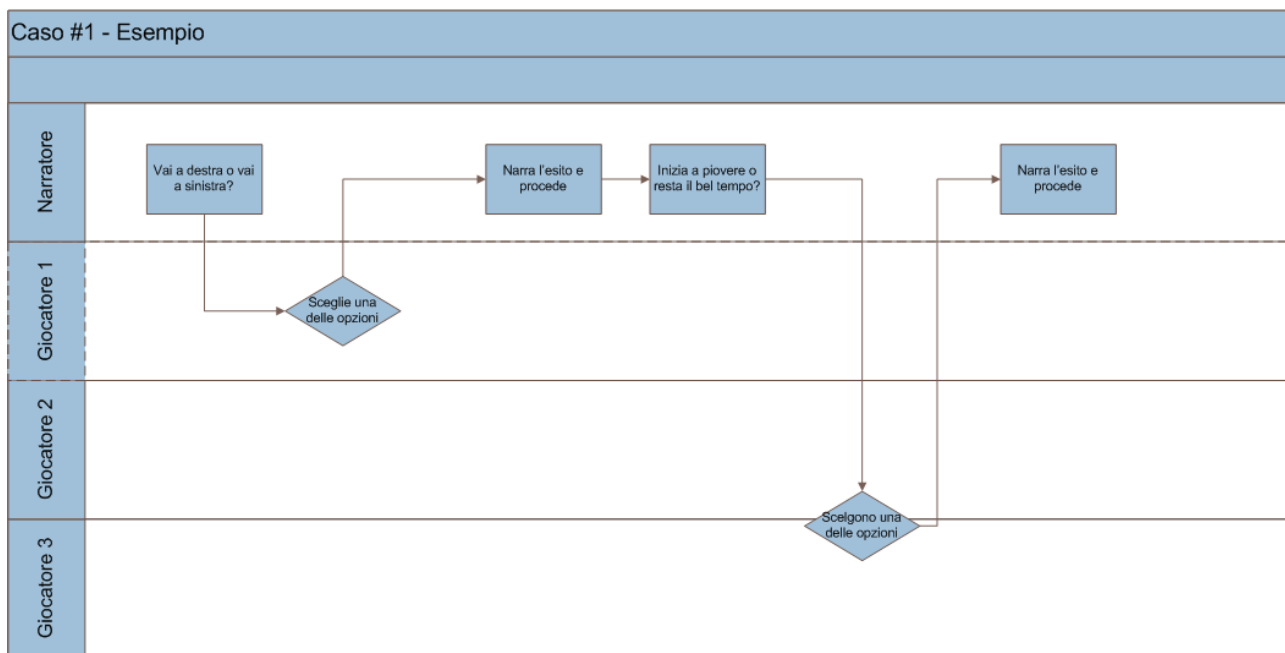 Caso #1 - Esempio
Narratore
Vai a destra o vai
a sinistra?
Narra l'esito e
procede
Inizia a piovere o
resta il bel tempo?
Narra l'esito e
procede
Giocatore 1
Sceglie una
delle opzioni
Giocatore 2
Scelgono una
delle opzioni
Giocatore 3